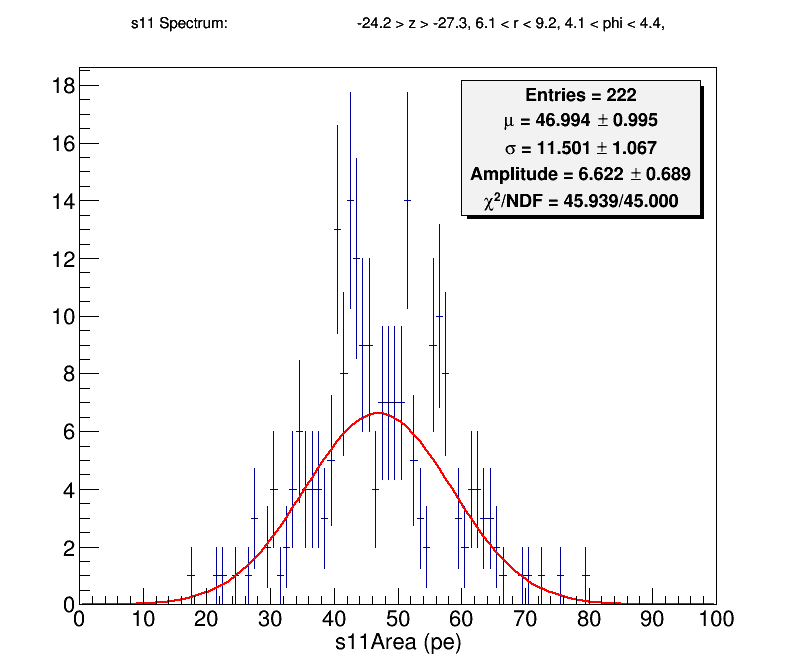 s11 Spectrum: -24.2 > z > -27.3, 6.1 < r < 9.2, 4.1 < phi < 4.4,
Entries = 222
μ = 46.994 ± 0.995
σ = 11.501 ± 1.067
Amplitude = 6.622 ± 0.689
χ²/NDF = 45.939/45.000
18
16
14
12
10
8
6
4
2
0
0 10 20 30 40 50 60 70 80 90 100
s11Area (pe)